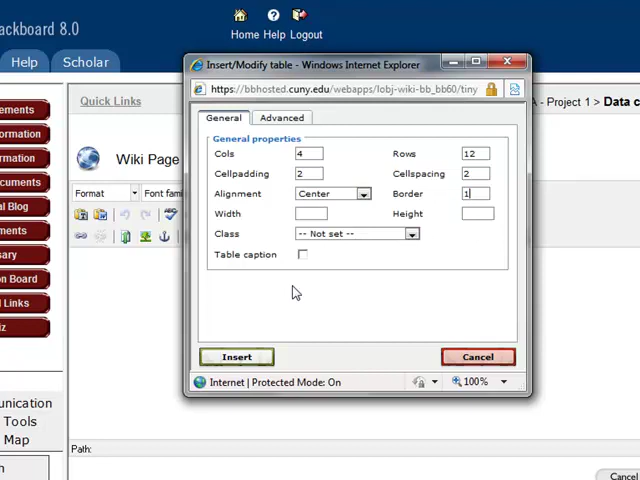 ackboard 8.0
Home Help Logout
Help
Scholar
Insert/Modify table - Windows Internet Explorer
https://bbhosted.cuny.edu/webapps/lobj-wiki-bb_bb60/tiny
General
Advanced
General properties
Cols 4 Rows 12
Cellpadding 2 Cellspacing 2
Alignment Center Border 1
Width Height
Class -- Not set --
Table caption
Insert Cancel
Internet | Protected Mode: On 100%
Quick Links
A - Project 1 > Data c
Wiki Page
Format
Font fami
Path:
Cancel
ements
ormation
rmation
ocuments
al Blog
ments
sary
on Board
l Links
iz
unication
Tools
Map
h